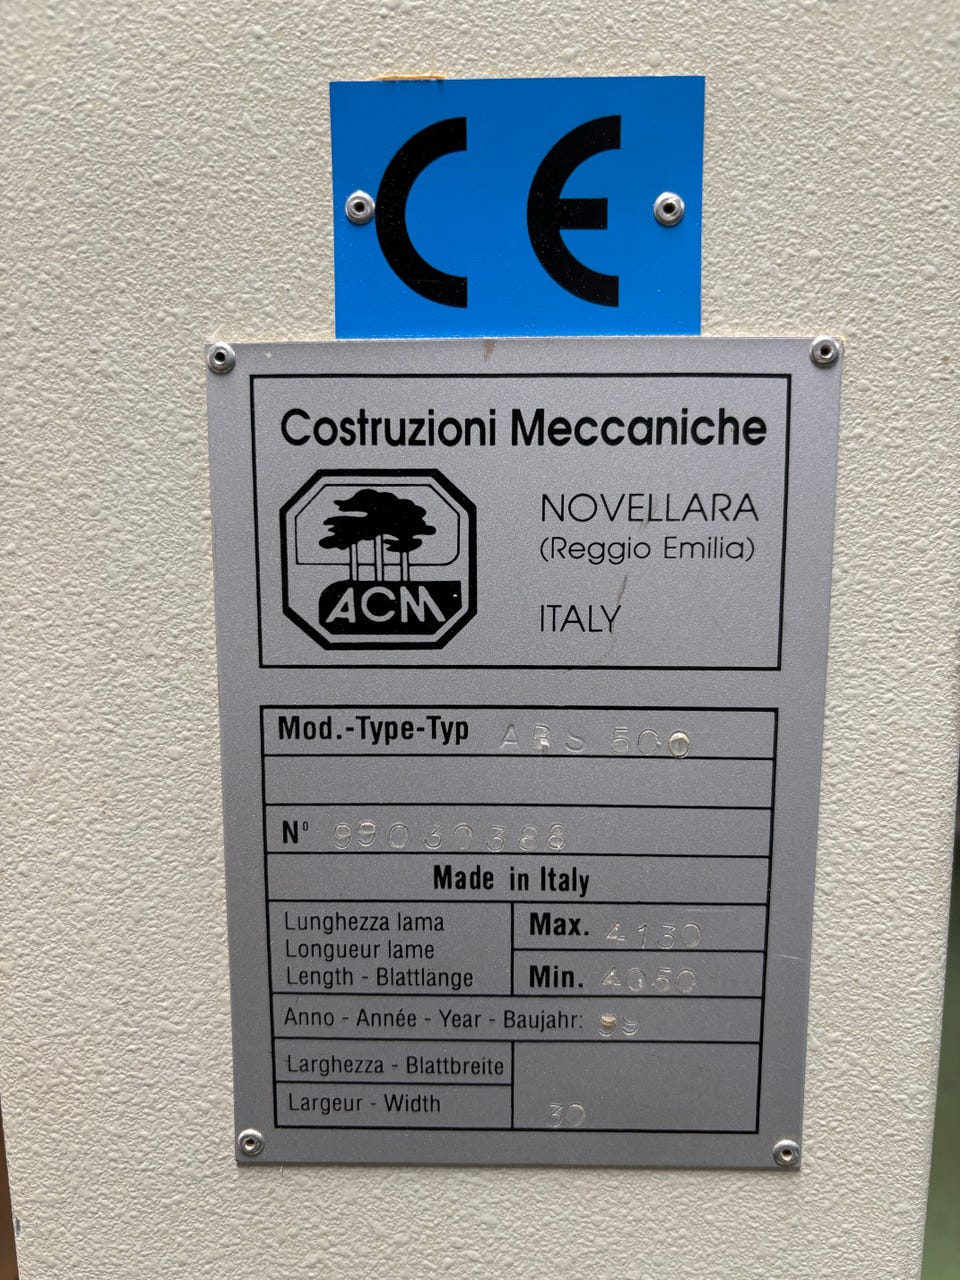 CE
Costruzioni Meccaniche
NOVELLARA
(Reggio Emilia)
ACM
ITALY
Mod.-Type-Typ ABS 500
N° 99030388
Made in Italy
Lunghezza lama
Longueur lame
Length - Blattlänge
Max. 4130
Min. 4050
Anno - Année - Year - Baujahr: 99
Larghezza - Blattbreite
Largeur - Width
30